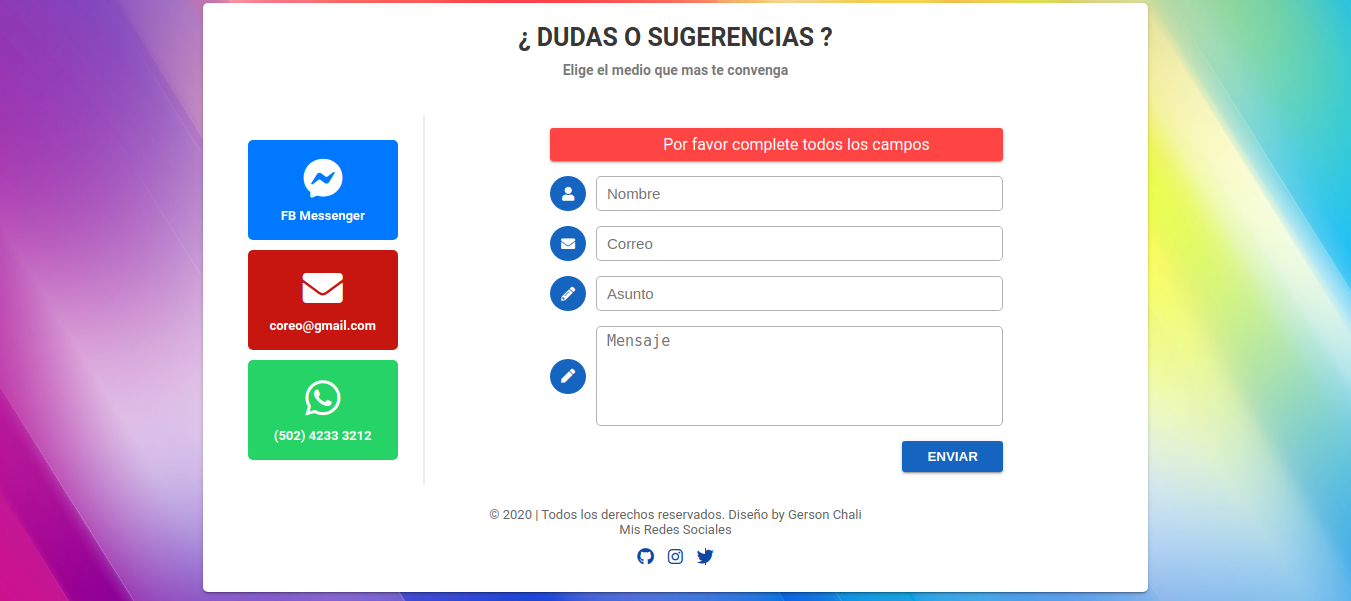 ¿ DUDAS O SUGERENCIAS ?
Elige el medio que mas te convenga
FB Messenger
coreo@gmail.com
(502) 4233 3212
Por favor complete todos los campos
Nombre
Correo
Asunto
Mensaje
ENVIAR
© 2020 | Todos los derechos reservados. Diseño by Gerson Chali
Mis Redes Sociales